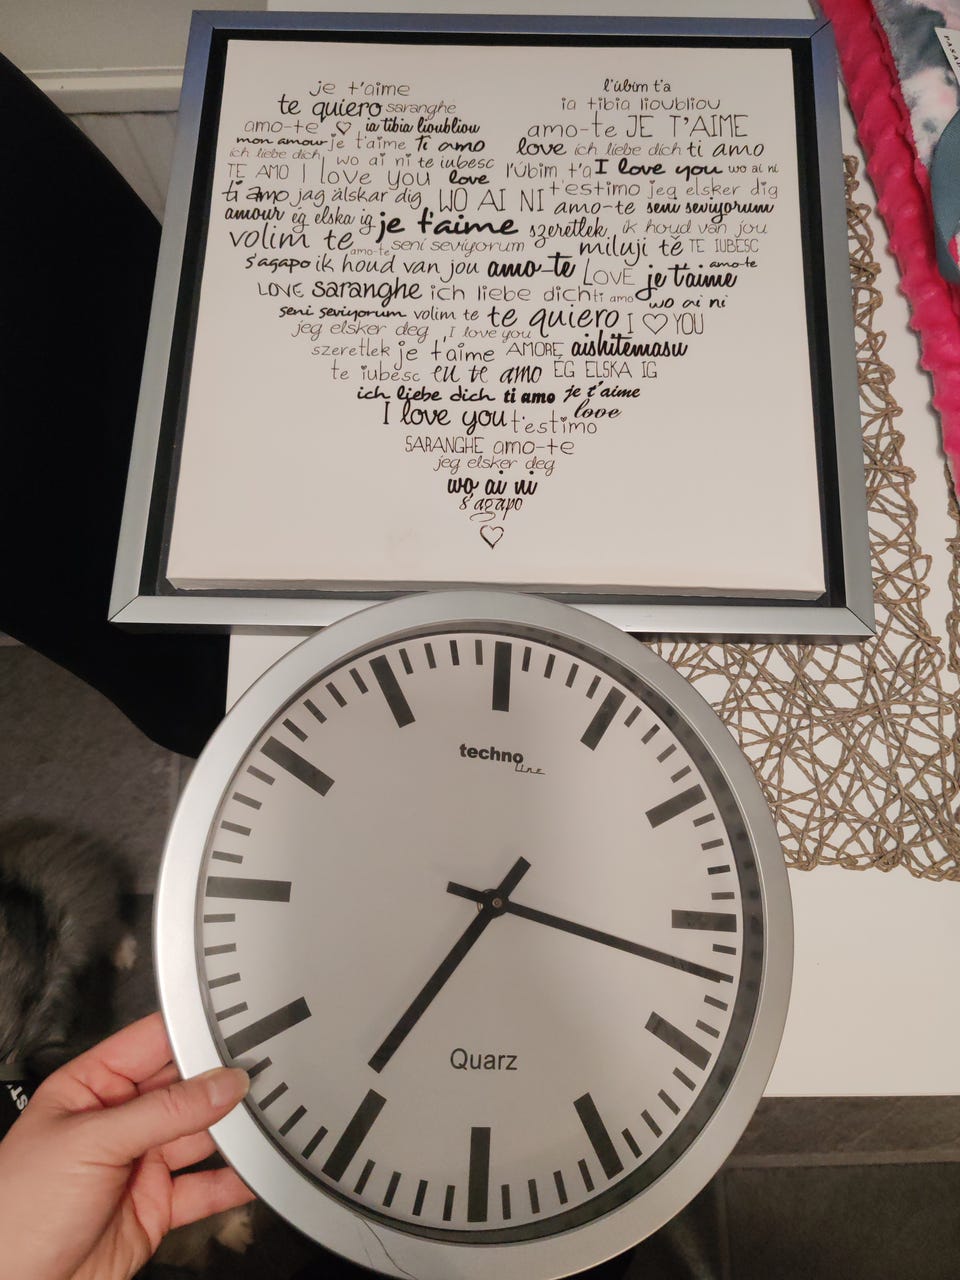 je t'aime l'úbim t'a
te quiero saranghe ia tibia lioubliou
amo-te ♡ ia tibia lioubliou amo-te JE T'AIME
mon amour je t'aime ti amo love ich liebe dich ti amo
ich liebe dich wo ai ni te iubesc l'úbim t'a I love you wo ai ni
TE AMO I love you love t'estimo jeg elsker dig
ti amo jag älskar dig WO AI NI amo-te seni seviyorum
amour eg elska ig je t'aime szeretlek ik houd van jou
volim te amo-te seni seviyorum miluji tě TE IUBESC
s'agapo ik houd van jou amo-te LOVE je t'aime amo-te
LOVE saranghe ich liebe dich ti amo wo ai ni
seni seviyorum volim te te quiero I ♡ YOU
jeg elsker deg I love you
szeretlek je t'aime AMORE aishitemasu
te iubesc eu te amo EG ELSKA IG
ich liebe dich ti amo je t'aime
I love you t'estimo love
SARANGHE amo-te
jeg elsker deg
wo ai ni
s'agapo
♡
techno
line
Quarz
PASA
ST